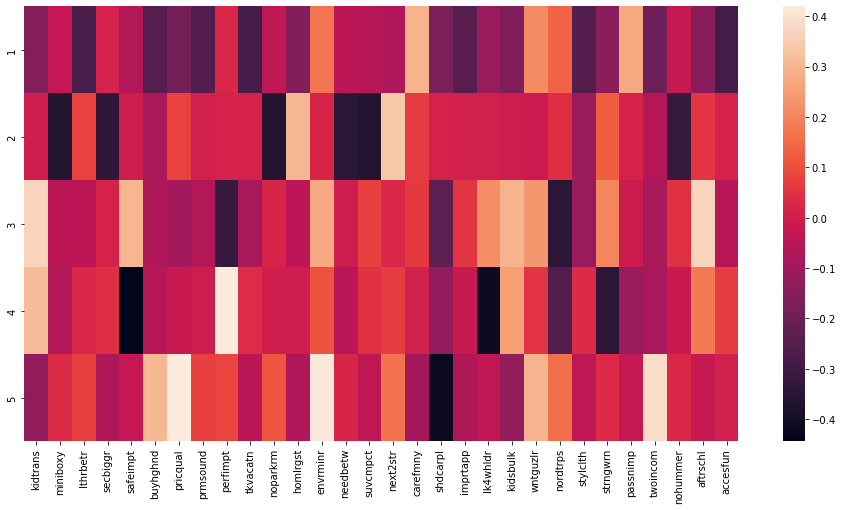 1
2
3
4
5
kidtrans
miniboxy
lthrbetr
secbiggr
safeimpt
buyhghnd
pricqual
prmsound
perfimpt
tkvacatn
noparkrm
homlrgst
envrminr
needbetw
suvcmpct
next2str
carefmny
shdcarpl
imprtapp
lk4whldr
kidsbulk
wntguzlr
nordtrps
stylclth
strngwrn
passnimp
twoincom
nohummer
aftrschl
accesfun
0.4
0.3
0.2
0.1
0.0
−0.1
−0.2
−0.3
−0.4